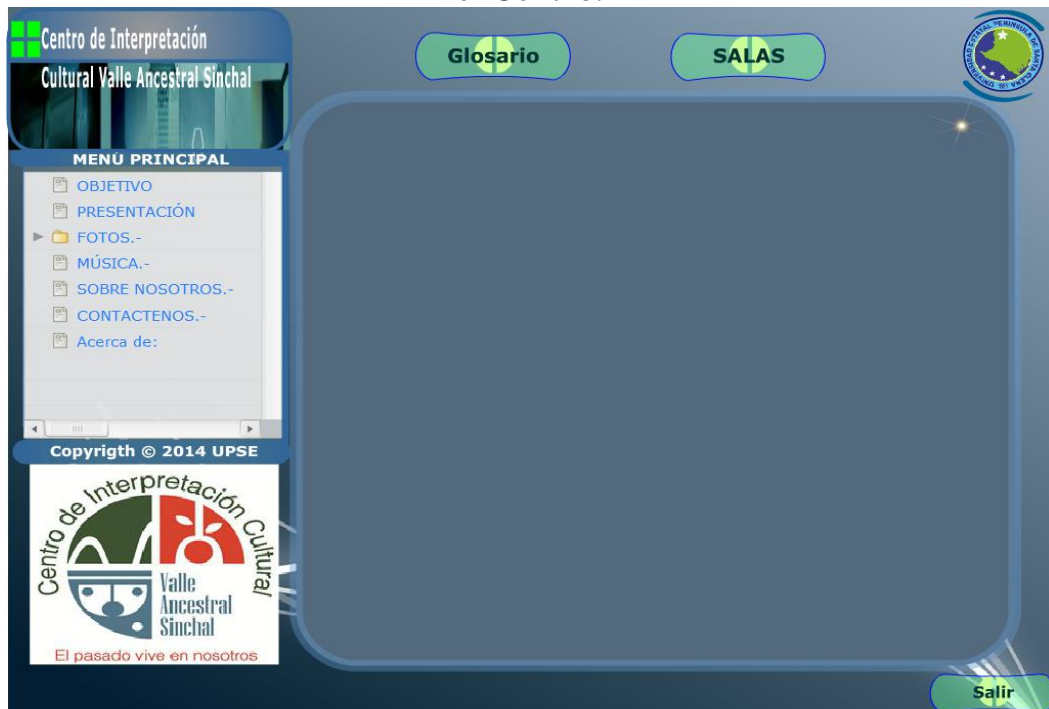 Centro de Interpretación
Cultural Valle Ancestral Sinchal
Glosario
SALAS
MENÙ PRINCIPAL
OBJETIVO
PRESENTACIÓN
FOTOS.-
MÚSICA.-
SOBRE NOSOTROS.-
CONTACTENOS.-
Acerca de:
Copyrigth © 2014 UPSE
Centro de Interpretación Cultural
Valle
Ancestral
Sinchal
El pasado vive en nosotros
Salir